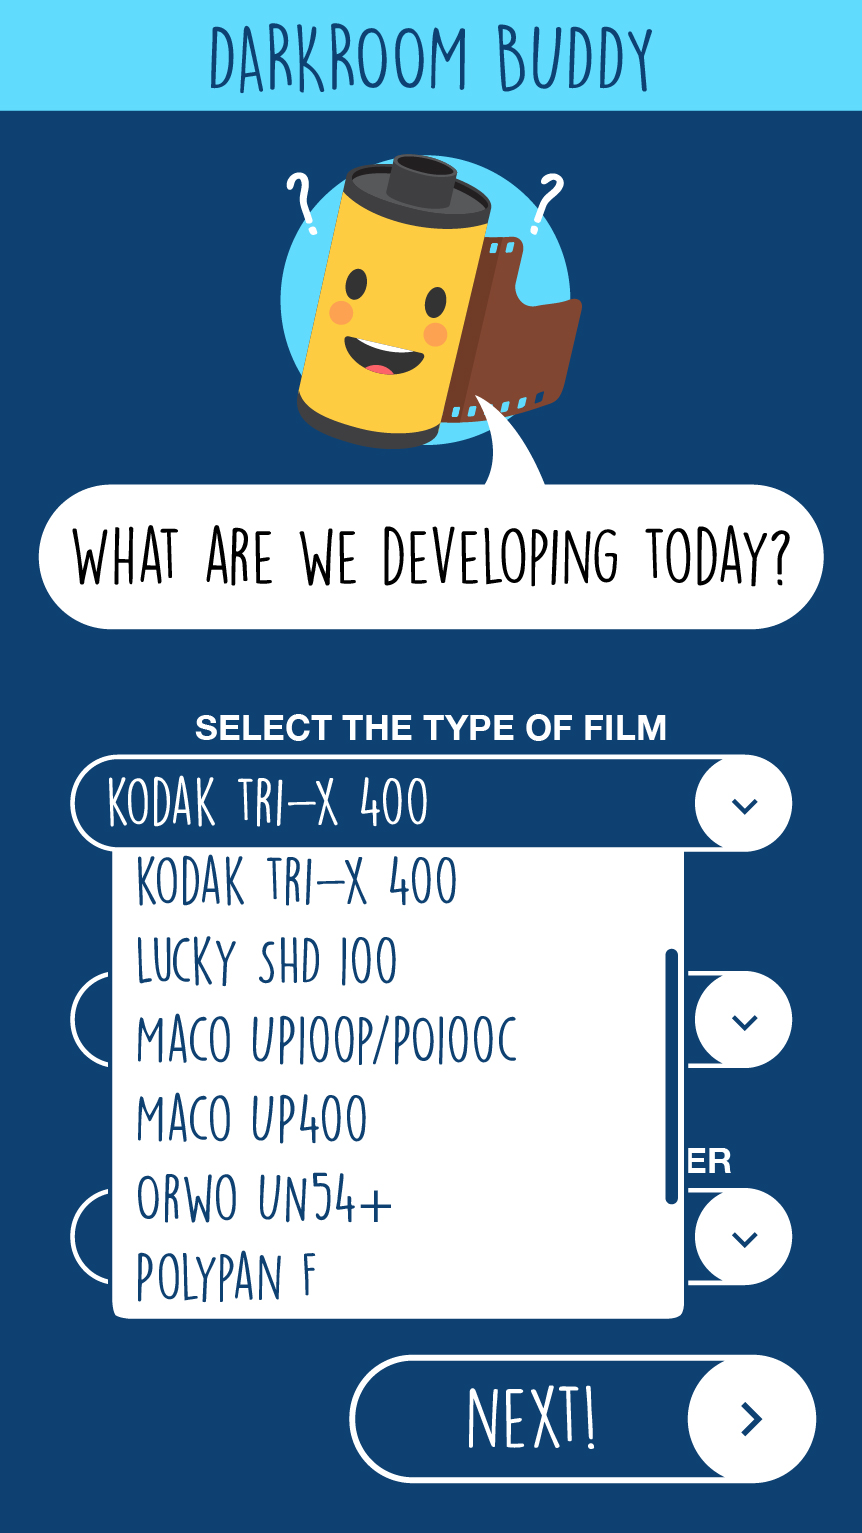 DARKROOM BUDDY
? ?
WHAT ARE WE DEVELOPING TODAY?
SELECT THE TYPE OF FILM
KODAK TRI-X 400
KODAK TRI-X 400
LUCKY SHD 100
MACO UP100P/PO100C
MACO UP400
ORWO UN54+
POLYPAN F
NEXT!